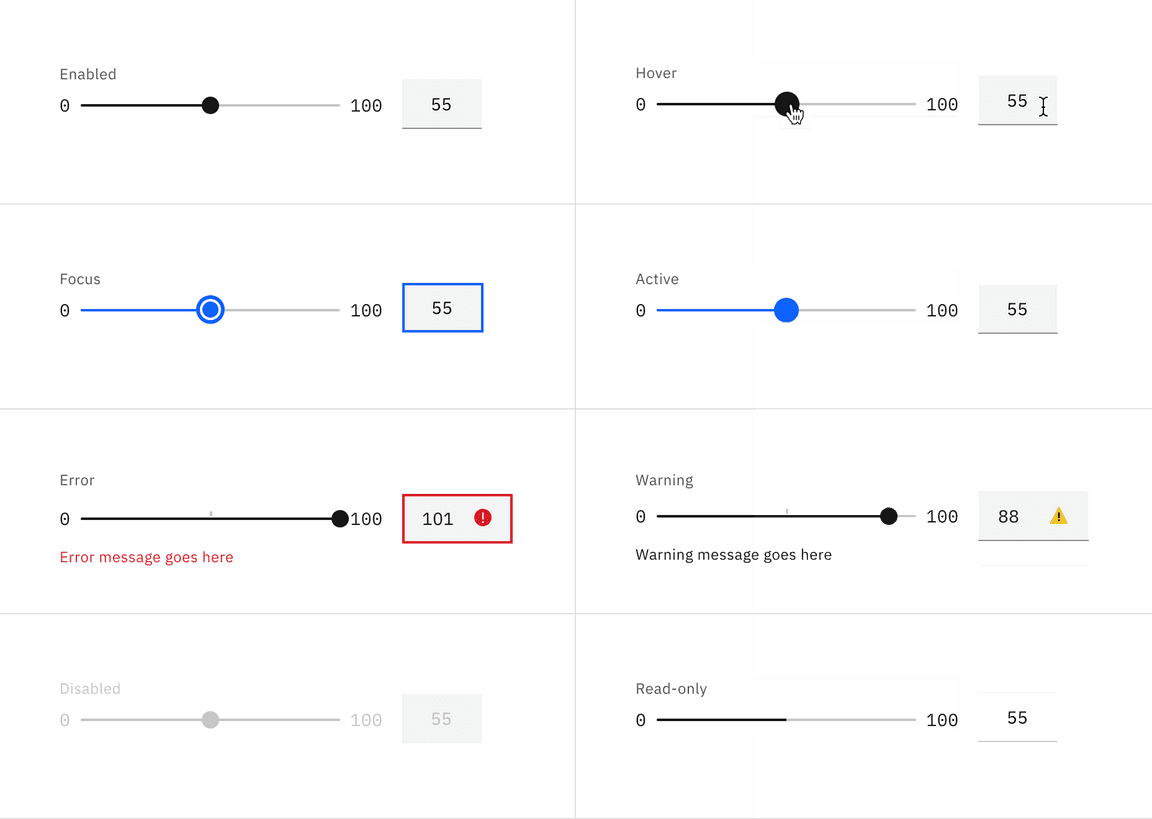 Enabled
0 100 55
Hover
0 100 55
Focus
0 100 55
Active
0 100 55
Error
0 100 101
Error message goes here
Warning
0 100 88
Warning message goes here
Disabled
0 100 55
Read-only
0 100 55